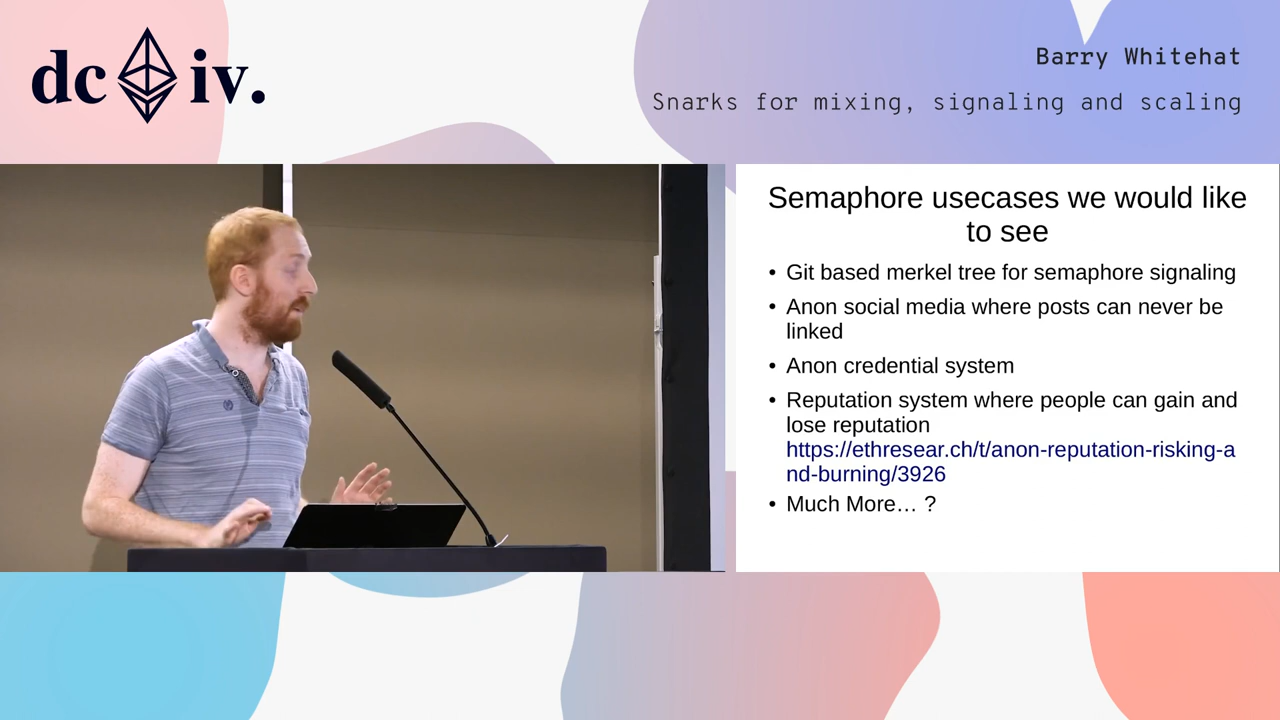 dc iv.
Barry Whitehat
Snarks for mixing, signaling and scaling
Semaphore usecases we would like
to see
• Git based merkel tree for semaphore signaling
• Anon social media where posts can never be
linked
• Anon credential system
• Reputation system where people can gain and
lose reputation
https://ethresear.ch/t/anon-reputation-risking-a
nd-burning/3926
• Much More… ?